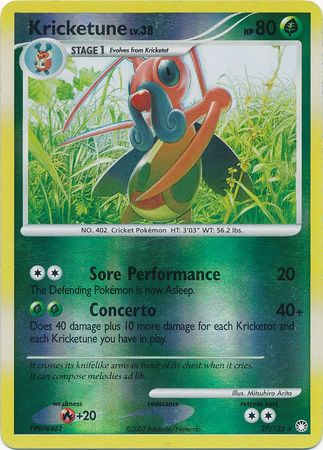 Kricketune LV.38 HP 80
STAGE 1 Evolves from Kricketot
NO. 402 Cricket Pokémon HT: 3'03" WT: 56.2 lbs.
Sore Performance 20
The Defending Pokémon is now Asleep.
Concerto 40+
Does 40 damage plus 10 more damage for each Kricketot and
each Kricketune you have in play.
It crosses its knifelike arms in front of its chest when it cries.
It can compose melodies ad lib.
Illus. Mitsuhiro Arita
weakness resistance retreat cost
+20
©2007 Pokémon/Nintendo 27/123 ★